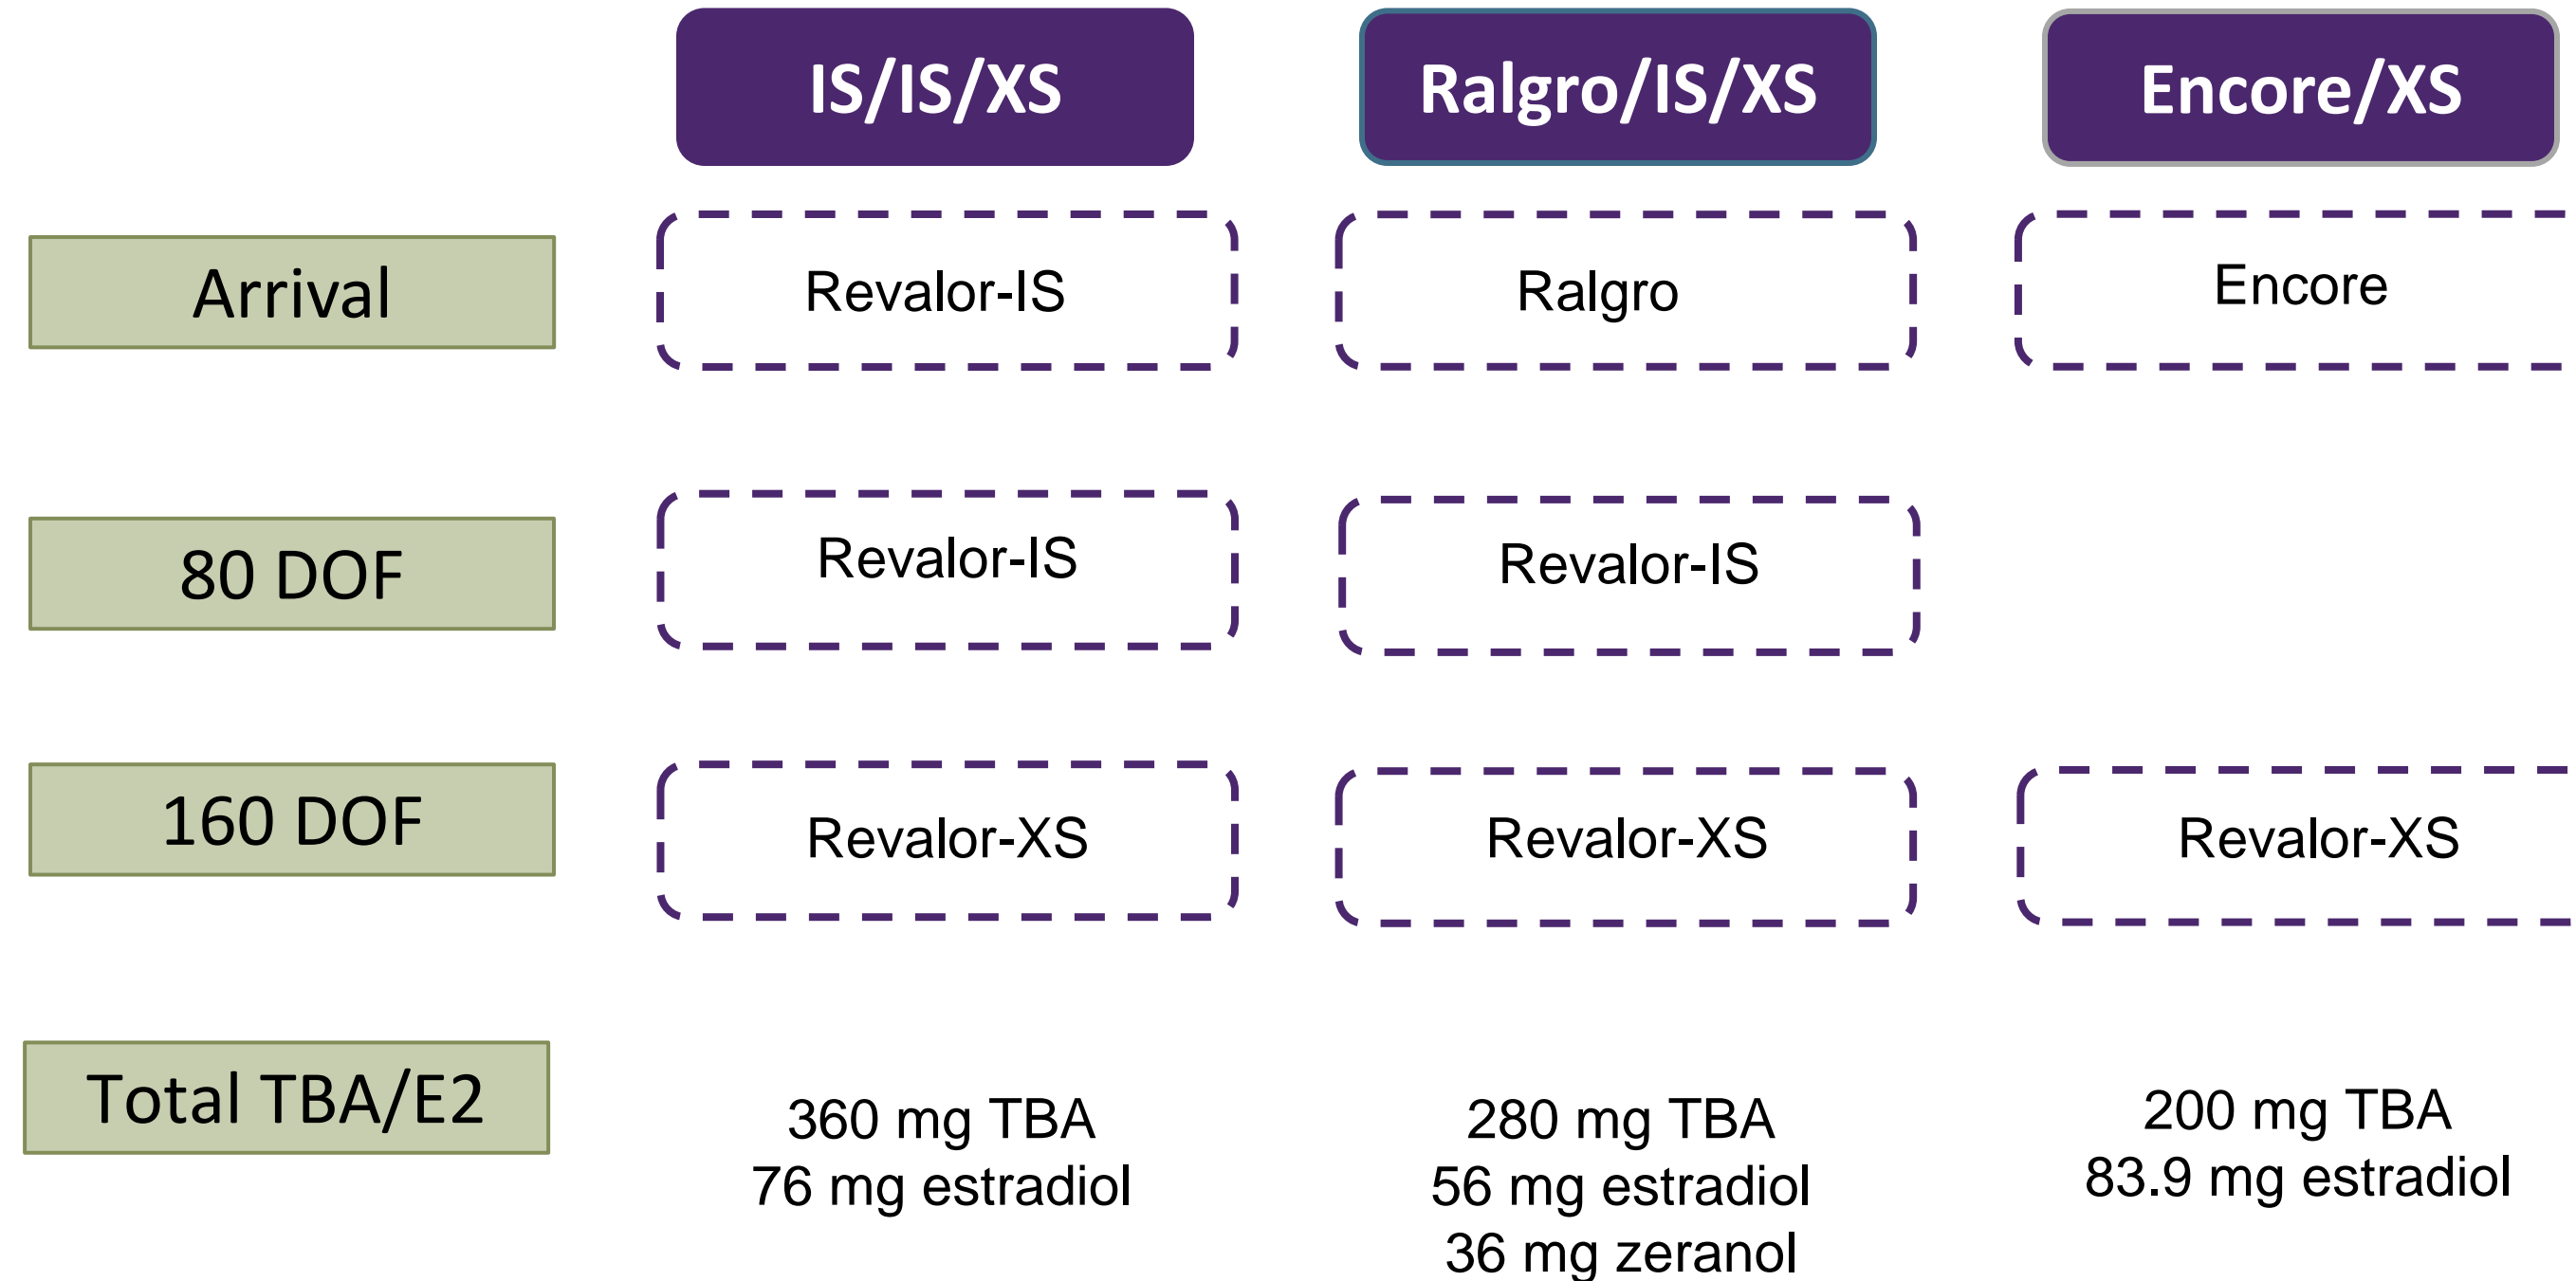 IS/IS/XS
Ralgro/IS/XS
Encore/XS
Arrival
Revalor-IS
Ralgro
Encore
80 DOF
Revalor-IS
Revalor-IS
160 DOF
Revalor-XS
Revalor-XS
Revalor-XS
Total TBA/E2
360 mg TBA
76 mg estradiol
280 mg TBA
56 mg estradiol
36 mg zeranol
200 mg TBA
83.9 mg estradiol